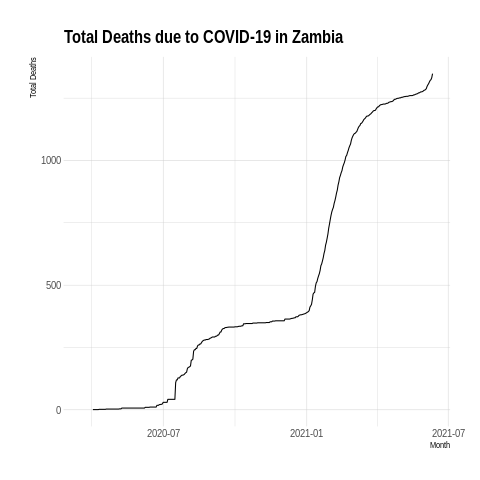 Total Deaths due to COVID-19 in Zambia
Total Deaths
1000
500
0
2020-07
2021-01
2021-07
Month